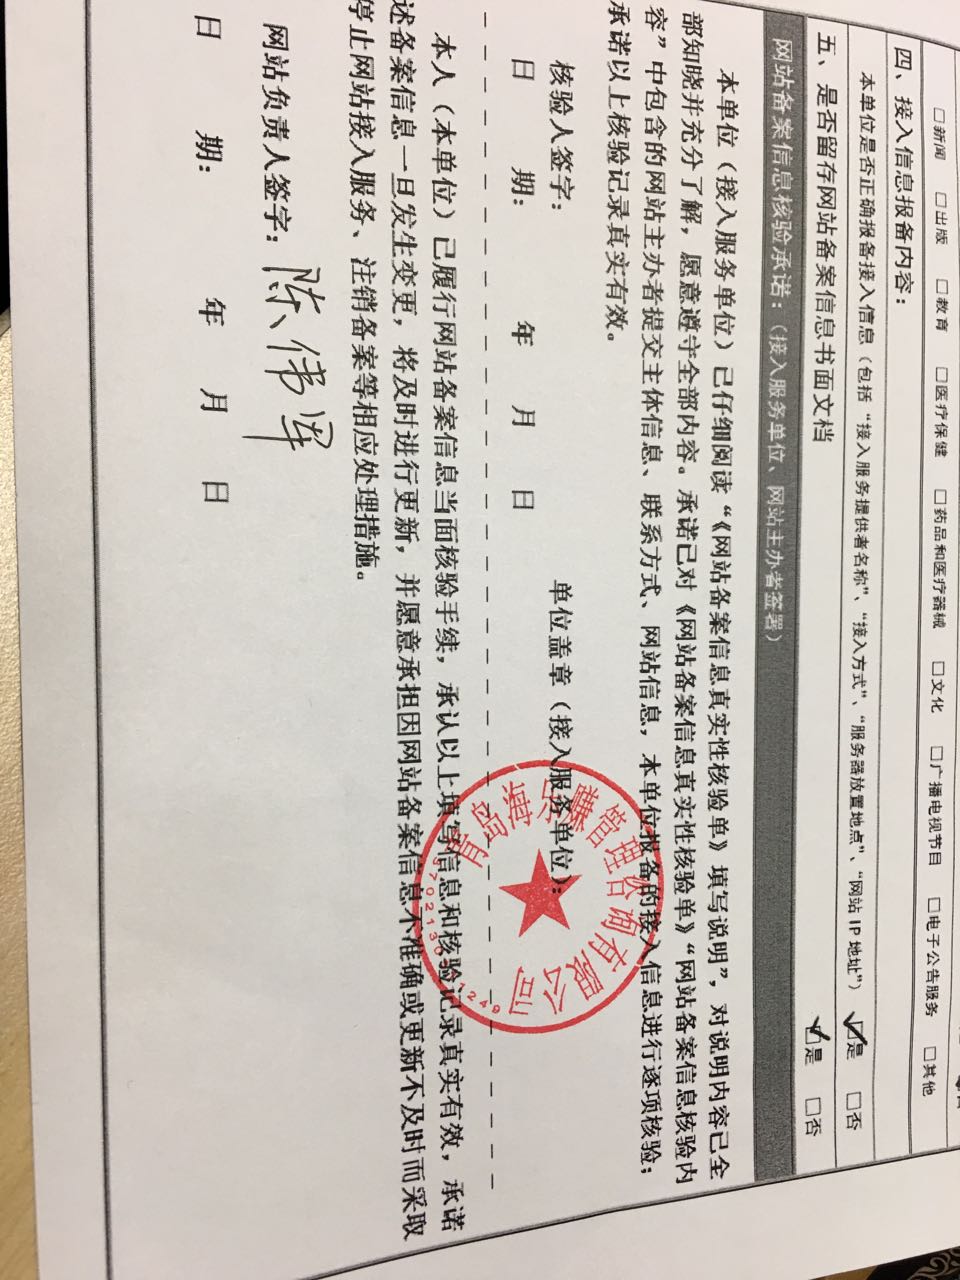 □新闻 □出版 □教育 □医疗保健 □药品和医疗器械 □文化 □广播电视节目 □电子公告服务 □其他
四、接入信息报备内容：
本单位是否正确报备接入信息（包括“接入服务提供者名称”、“接入方式”、“服务器放置地点”、“网站 IP 地址”） ☑是 □否
五、是否留存网站备案信息书面文档 ☑是 □否
网站备案信息核验承诺：（接入服务单位、网站主办者签署）
本单位（接入服务单位）已仔细阅读“《网站备案信息真实性核验单》填写说明”，对说明内容已全
部知晓并充分了解，愿意遵守全部内容。承诺已对《网站备案信息真实性核验单》“网站备案信息核验内
容”中包含的网站主办者提交主体信息、联系方式、网站信息，本单位报备的接入信息进行逐项核验；
承诺以上核验记录真实有效。
核验人签字： 单位盖章（接入服务单位）：
日 期： 年 月 日
青岛海乐赚管理咨询有限公司
本人（本单位）已履行网站备案信息当面核验手续，承认以上填写信息和核验记录真实有效，承诺
述备案信息一旦发生变更，将及时进行更新，并愿意承担因网站备案信息不准确或更新不及时而采取
停止网站接入服务、注销备案等相应处理措施。
网站负责人签字：陈伟军
日 期： 年 月 日